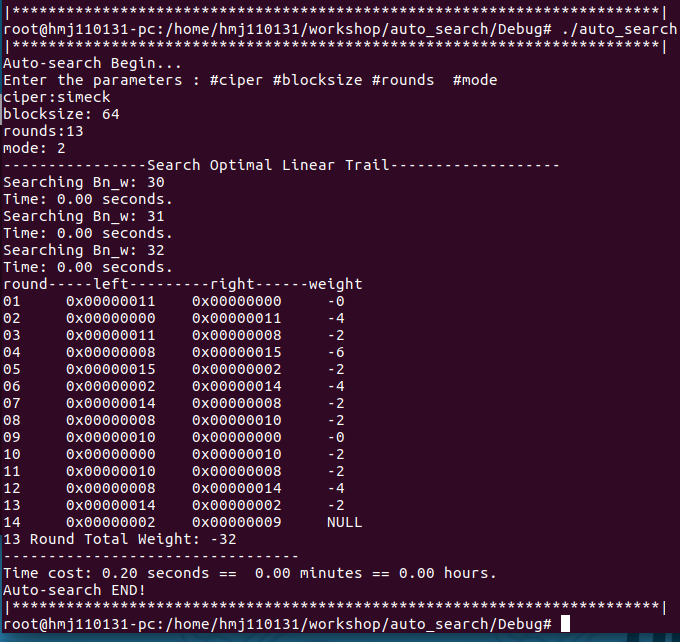 |*************************************************************************|
root@hmj110131-pc:/home/hmj110131/workshop/auto_search/Debug# ./auto_search
|*************************************************************************|
Auto-search Begin...
Enter the parameters : #ciper #blocksize #rounds  #mode
ciper:simeck
blocksize: 64
rounds:13
mode: 2
----------------Search Optimal Linear Trail-------------------
Searching Bn_w: 30
Time: 0.00 seconds.
Searching Bn_w: 31
Time: 0.00 seconds.
Searching Bn_w: 32
Time: 0.00 seconds.
round-----left---------right------weight
01     0x00000011    0x00000000     -0
02     0x00000000    0x00000011     -4
03     0x00000011    0x00000008     -2
04     0x00000008    0x00000015     -6
05     0x00000015    0x00000002     -2
06     0x00000002    0x00000014     -4
07     0x00000014    0x00000008     -2
08     0x00000008    0x00000010     -2
09     0x00000010    0x00000000     -0
10     0x00000000    0x00000010     -2
11     0x00000010    0x00000008     -2
12     0x00000008    0x00000014     -4
13     0x00000014    0x00000002     -2
14     0x00000002    0x00000009     NULL
13 Round Total Weight: -32
---------------------------------
Time cost: 0.20 seconds ==  0.00 minutes == 0.00 hours.
Auto-search END!
|*************************************************************************|
root@hmj110131-pc:/home/hmj110131/workshop/auto_search/Debug#